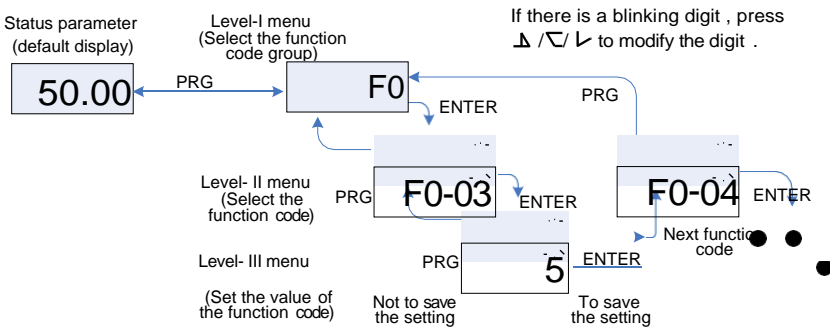 Status parameter
(default display)
50.00
PRG
Level-I menu
(Select the function
code group)
F0
ENTER
If there is a blinking digit , press
/ / to modify the digit .
PRG
Level- II menu
(Select the
function code)
PRG
F0-03
ENTER
F0-04
ENTER
Next function
code
Level- III menu
(Set the value of
the function code)
PRG
5
ENTER
Not to save
the setting
To save
the setting